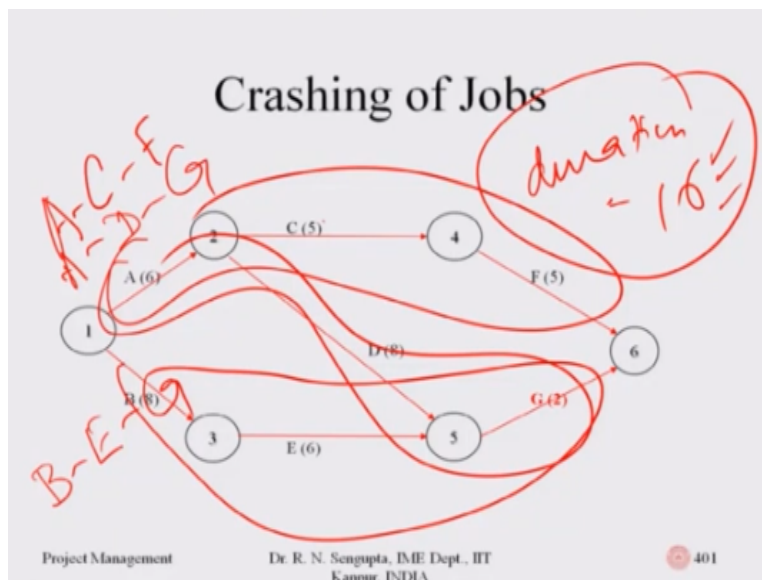 Crashing of Jobs
duration
- 16
A-C-F
A-D-G
2
C (5)
4
A (6)
F (5)
1
D (8)
6
B (8)
G (2)
3
E (6)
5
B-E-G
Project Management
Dr. R. N. Sengupta, IME Dept., IIT
Kanpur, INDIA
401